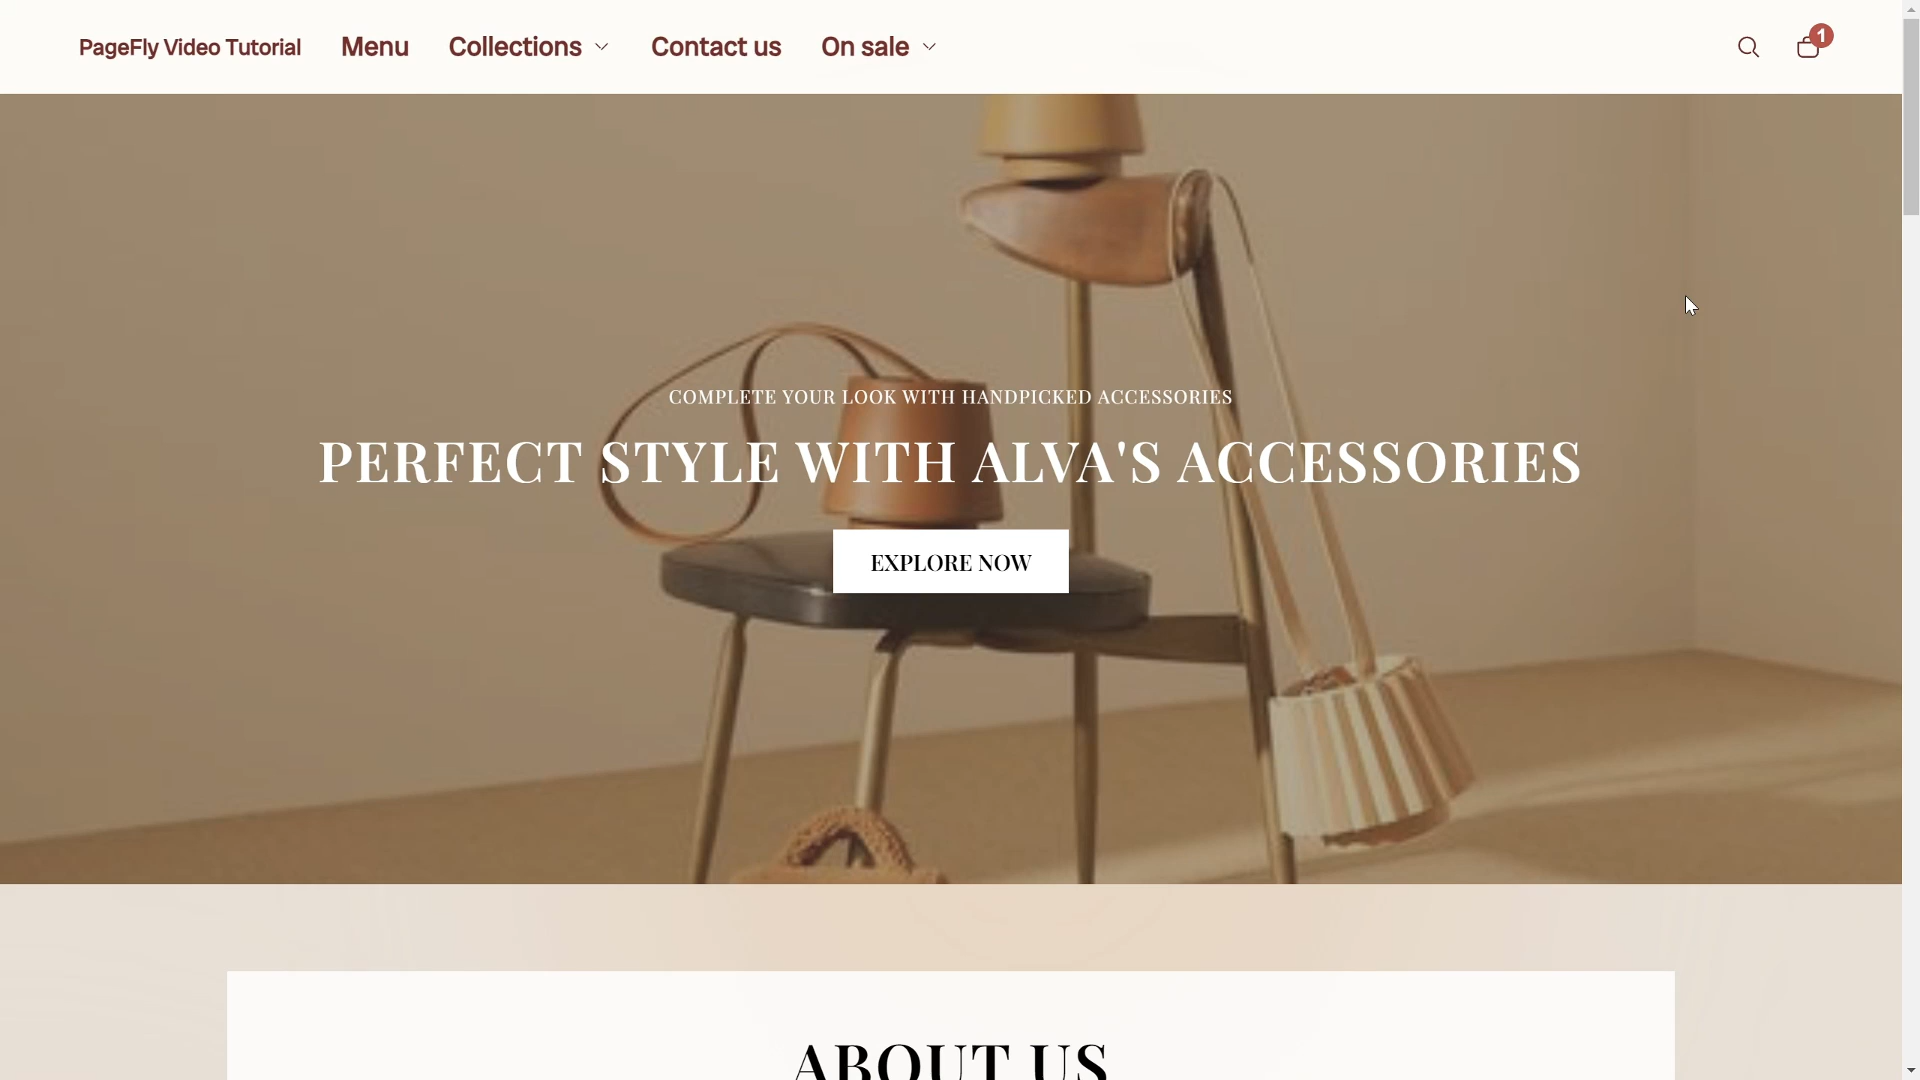 PageFly Video Tutorial
Menu
Collections
Contact us
On sale
1
COMPLETE YOUR LOOK WITH HANDPICKED ACCESSORIES
PERFECT STYLE WITH ALVA'S ACCESSORIES
EXPLORE NOW
ABOUT US